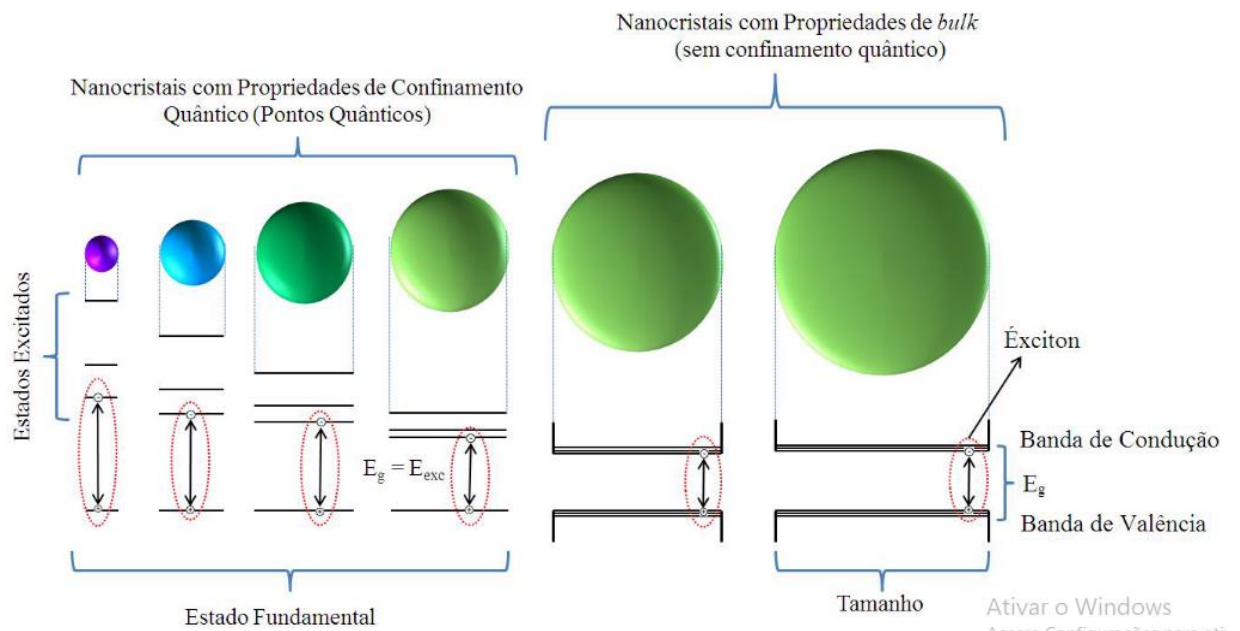 Nanocristais com Propriedades de bulk
(sem confinamento quântico)
Nanocristais com Propriedades de Confinamento
Quântico (Pontos Quânticos)
Estados Excitados
Éxciton
Banda de Condução
E_g = E_exc
E_g
Banda de Valência
Estado Fundamental
Tamanho
Ativar o Windows